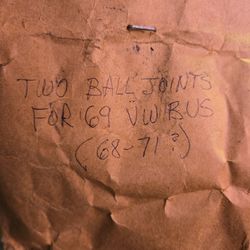 TWO BALL JOINTS
FOR '69 VW BUS
(68-71?)